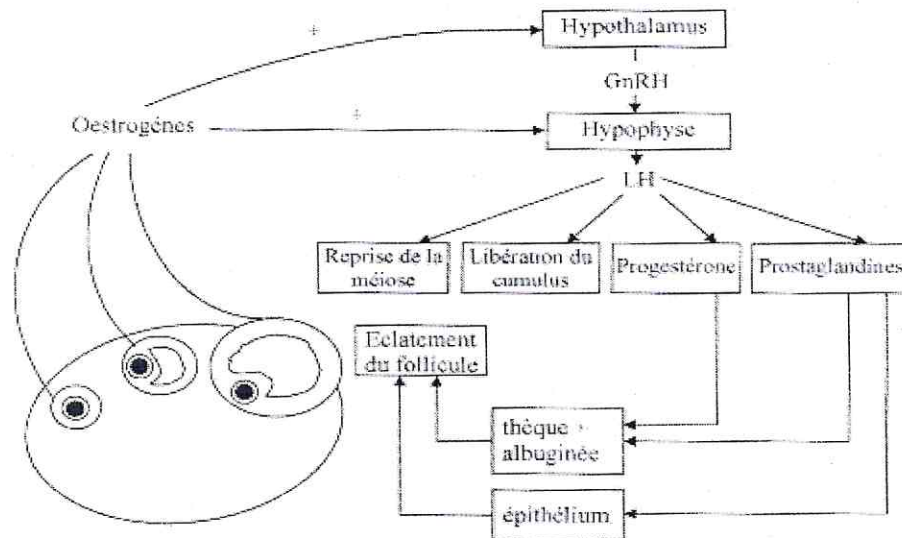 +
Hypothalamus
GnRH
Oestrogénes
+
Hypophyse
LH
Reprise de la
méiose
Libération du
cumulus
Progestérone
Prostaglandines
Eclatement
du follicule
thèque +
albuginée
épithélium